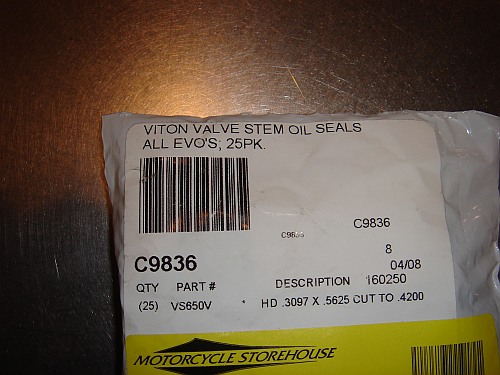 VITON VALVE STEM OIL SEALS
ALL EVO'S; 25PK.
C9836
C9836
8
C9836 04/08
QTY PART # DESCRIPTION 160250
(25) VS650V * HD .3097 X .5625 CUT TO .4200
MOTORCYCLE STOREHOUSE